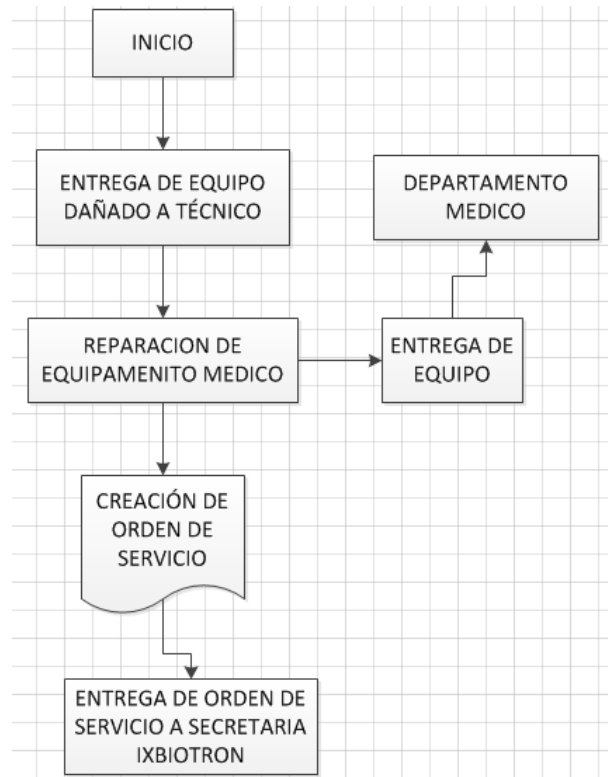 INICIO
ENTREGA DE EQUIPO
DAÑADO A TÉCNICO
DEPARTAMENTO
MEDICO
REPARACION DE
EQUIPAMENITO MEDICO
ENTREGA DE
EQUIPO
CREACIÓN DE
ORDEN DE
SERVICIO
ENTREGA DE ORDEN DE
SERVICIO A SECRETARIA
IXBIOTRON